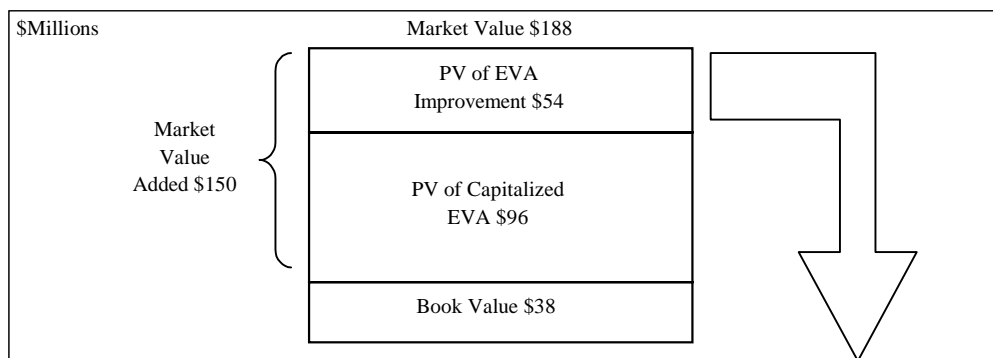 $Millions
Market Value $188
PV of EVA
Improvement $54
Market
Value
Added $150
PV of Capitalized
EVA $96
Book Value $38